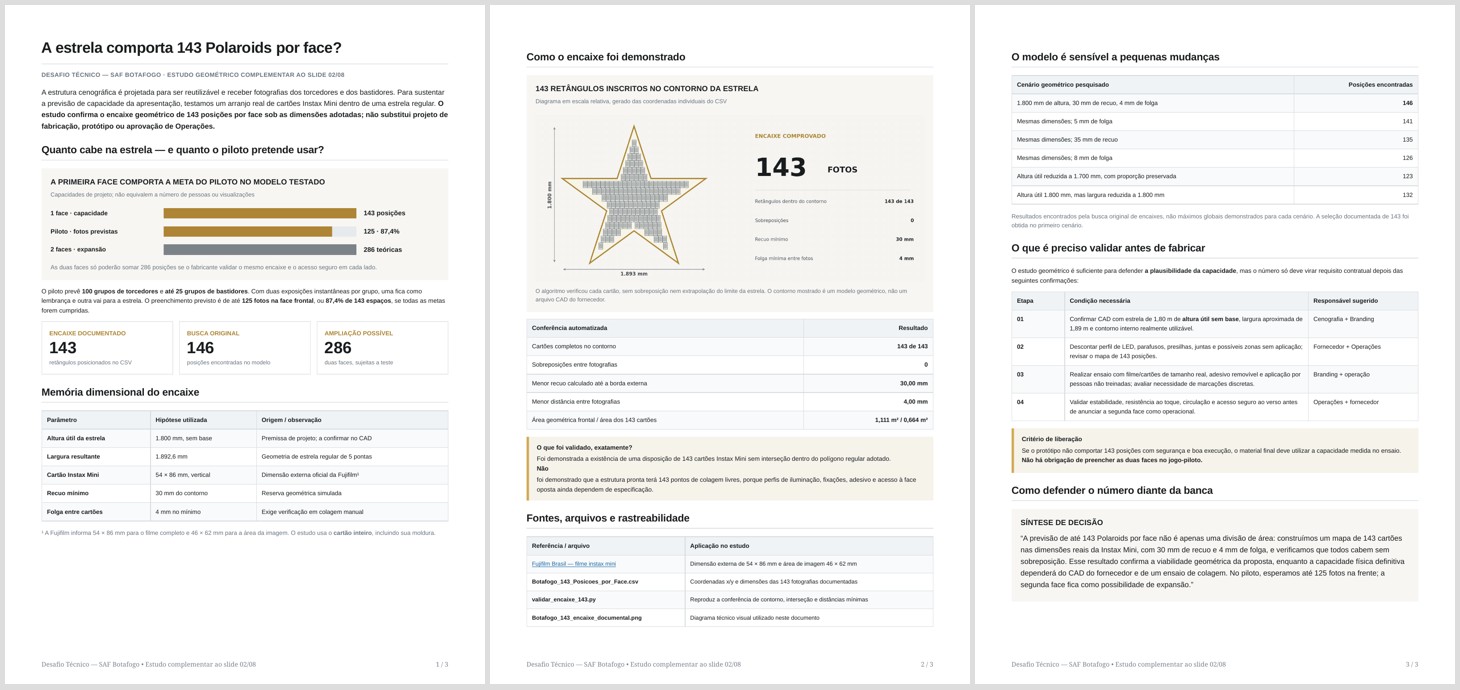 A estrela comporta 143 Polaroids por face?
DESAFIO TÉCNICO — SAF BOTAFOGO · ESTUDO GEOMÉTRICO COMPLEMENTAR AO SLIDE 02/08
A estrutura cenográfica é projetada para ser reutilizável e receber fotografias dos torcedores e dos bastidores. Para sustentar
a previsão de capacidade da apresentação, testamos um arranjo real de cartões Instax Mini dentro de uma estrela regular. O
estudo confirma o encaixe geométrico de 143 posições por face sob as dimensões adotadas; não substitui projeto de
fabricação, protótipo ou aprovação de Operações.
Quanto cabe na estrela — e quanto o piloto pretende usar?
A PRIMEIRA FACE COMPORTA A META DO PILOTO NO MODELO TESTADO
Capacidades de projeto; não equivalem a número de pessoas ou visualizações
1 face · capacidade 143 posições
Piloto · fotos previstas 125 · 87,4%
2 faces · expansão 286 teóricas
As duas faces só poderão somar 286 posições se o fabricante validar o mesmo encaixe e o acesso seguro em cada lado.
O piloto prevê 100 grupos de torcedores e até 25 grupos de bastidores. Com duas exposições instantâneas por grupo, uma fica como
lembrança e outra vai para a estrela. O preenchimento previsto é de até 125 fotos na face frontal, ou 87,4% de 143 espaços, se todas as metas
forem cumpridas.
ENCAIXE DOCUMENTADO
143
retângulos posicionados no CSV
BUSCA ORIGINAL
146
posições encontradas no modelo
AMPLIAÇÃO POSSÍVEL
286
duas faces, sujeitas a teste
Memória dimensional do encaixe
Parâmetro Hipótese utilizada Origem / observação
Altura útil da estrela 1.800 mm, sem base Premissa de projeto; a confirmar no CAD
Largura resultante 1.892,6 mm Geometria de estrela regular de 5 pontas
Cartão Instax Mini 54 × 86 mm, vertical Dimensão externa oficial da Fujifilm¹
Recuo mínimo 30 mm do contorno Reserva geométrica simulada
Folga entre cartões 4 mm no mínimo Exige verificação em colagem manual
¹ A Fujifilm informa 54 × 86 mm para o filme completo e 46 × 62 mm para a área da imagem. O estudo usa o cartão inteiro, incluindo sua moldura.
Desafio Técnico — SAF Botafogo • Estudo complementar ao slide 02/08 1 / 3
Como o encaixe foi demonstrado
143 RETÂNGULOS INSCRITOS NO CONTORNO DA ESTRELA
Diagrama em escala relativa, gerado das coordenadas individuais do CSV
1.800 mm
1.893 mm
ENCAIXE COMPROVADO
143 FOTOS
Retângulos dentro do contorno 143 de 143
Sobreposições 0
Recuo mínimo 30 mm
Folga mínima entre fotos 4 mm
O algoritmo verificou cada cartão, sem sobreposição nem extrapolação do limite da estrela. O contorno mostrado é um modelo geométrico, não um
arquivo CAD do fornecedor.
Conferência automatizada Resultado
Cartões completos no contorno 143 de 143
Sobreposições entre fotografias 0
Menor recuo calculado até a borda externa 30,00 mm
Menor distância entre fotografias 4,00 mm
Área geométrica frontal / área dos 143 cartões 1,111 m² / 0,664 m²
O que foi validado, exatamente?
Foi demonstrada a existência de uma disposição de 143 cartões Instax Mini sem interseção dentro do polígono regular adotado.
Não
foi demonstrado que a estrutura pronta terá 143 pontos de colagem livres, porque perfis de iluminação, fixações, adesivo e acesso à face
oposta ainda dependem de especificação.
Fontes, arquivos e rastreabilidade
Referência / arquivo Aplicação no estudo
Fujifilm Brasil — filme instax mini Dimensão externa de 54 × 86 mm e área de imagem 46 × 62 mm
Botafogo_143_Posicoes_por_Face.csv Coordenadas x/y e dimensões das 143 fotografias documentadas
validar_encaixe_143.py Reproduz a conferência de contorno, interseção e distâncias mínimas
Botafogo_143_encaixe_documental.png Diagrama técnico visual utilizado neste documento
Desafio Técnico — SAF Botafogo • Estudo complementar ao slide 02/08 2 / 3
O modelo é sensível a pequenas mudanças
Cenário geométrico pesquisado Posições encontradas
1.800 mm de altura, 30 mm de recuo, 4 mm de folga 146
Mesmas dimensões; 5 mm de folga 141
Mesmas dimensões; 35 mm de recuo 135
Mesmas dimensões; 8 mm de folga 126
Altura útil reduzida a 1.700 mm, com proporção preservada 123
Altura útil 1.800 mm, mas largura reduzida a 1.800 mm 132
Resultados encontrados pela busca original de encaixes, não máximos globais demonstrados para cada cenário. A seleção documentada de 143 foi
obtida no primeiro cenário.
O que é preciso validar antes de fabricar
O estudo geométrico é suficiente para defender a plausibilidade da capacidade, mas o número só deve virar requisito contratual depois das
seguintes confirmações:
Etapa Condição necessária Responsável sugerido
01 Confirmar CAD com estrela de 1,80 m de altura útil sem base, largura aproximada de Cenografia + Branding
1,89 m e contorno interno realmente utilizável.
02 Descontar perfil de LED, parafusos, presilhas, juntas e possíveis zonas sem aplicação; Fornecedor + Operações
revisar o mapa de 143 posições.
03 Realizar ensaio com filme/cartões de tamanho real, adesivo removível e aplicação por Branding + operação
pessoas não treinadas; avaliar necessidade de marcações discretas.
04 Validar estabilidade, resistência ao toque, circulação e acesso seguro ao verso antes Operações + fornecedor
de anunciar a segunda face como operacional.
Critério de liberação
Se o protótipo não comportar 143 posições com segurança e boa execução, o material final deve utilizar a capacidade medida no ensaio.
Não há obrigação de preencher as duas faces no jogo-piloto.
Como defender o número diante da banca
SÍNTESE DE DECISÃO
“A previsão de até 143 Polaroids por face não é apenas uma divisão de área: construímos um mapa de 143 cartões
nas dimensões reais da Instax Mini, com 30 mm de recuo e 4 mm de folga, e verificamos que todos cabem sem
sobreposição. Esse resultado confirma a viabilidade geométrica da proposta, enquanto a capacidade física definitiva
dependerá do CAD do fornecedor e de um ensaio de colagem. No piloto, esperamos até 125 fotos na frente; a
segunda face fica como possibilidade de expansão.”
Desafio Técnico — SAF Botafogo • Estudo complementar ao slide 02/08 3 / 3